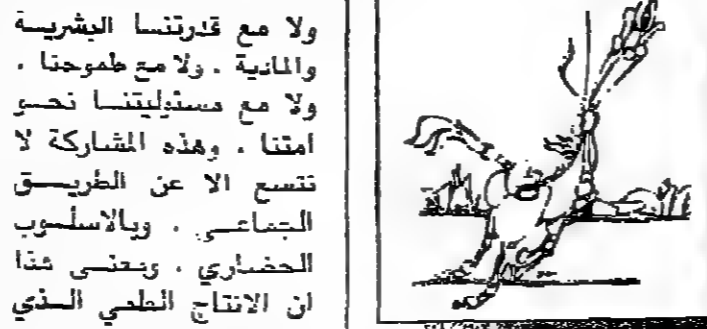 ولا مع قدرتنا البشرية
والمادية . ولا مع طموحنا .
ولا مع مسئوليتنا نحو
امتنا . وهذه المشاركة لا
تتسع الا عن الطريق
الجماعي . وبالاسلوب
الحضاري . ومعنى هذا
ان الانتاج العلمي الذي